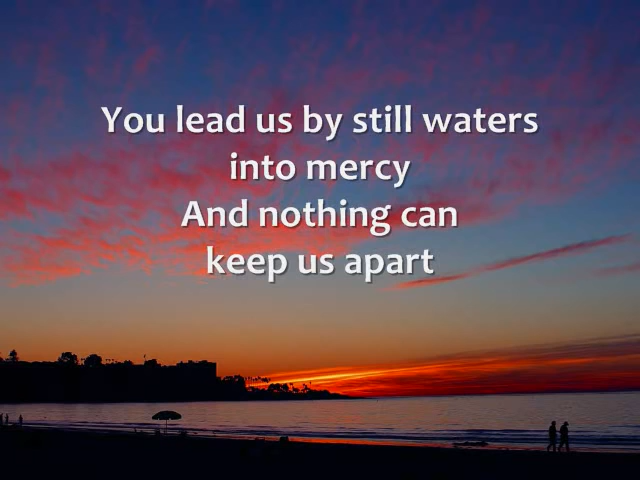 You lead us by still waters
into mercy
And nothing can
keep us apart